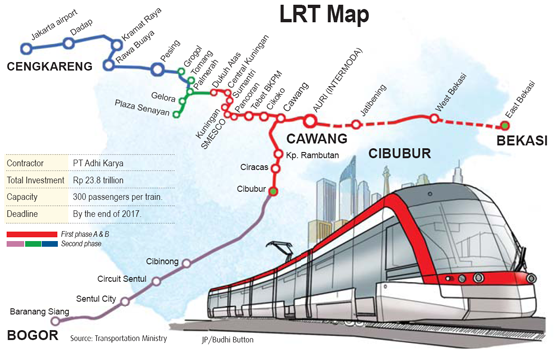 LRT Map
Jakarta airport
Dadap
Kramat Raya
CENGKARENG
Rawa Buaya
Pesing
Grogol
Tomang
Palmerah
Gelora
Plaza Senayan
Dukuh Atas
Central Kuningan
Sumantri
Kuningan
SMESCO
Pancoran
Tebet BKPM
Cikoko
Cawang
AURI (INTERMODA)
CAWANG
Jatibening
West Bekasi
East Bekasi
BEKASI
Kp. Rambutan
CIBUBUR
Ciracas
Cibubur
Contractor PT Adhi Karya
Total Investment Rp 23.8 trillion
Capacity 300 passengers per train.
Deadline By the end of 2017.
First phase A & B
Second phase
Cibinong
Circuit Sentul
Sentul City
Baranang Siang
BOGOR
Source: Transportation Ministry
JP/Budhi Button